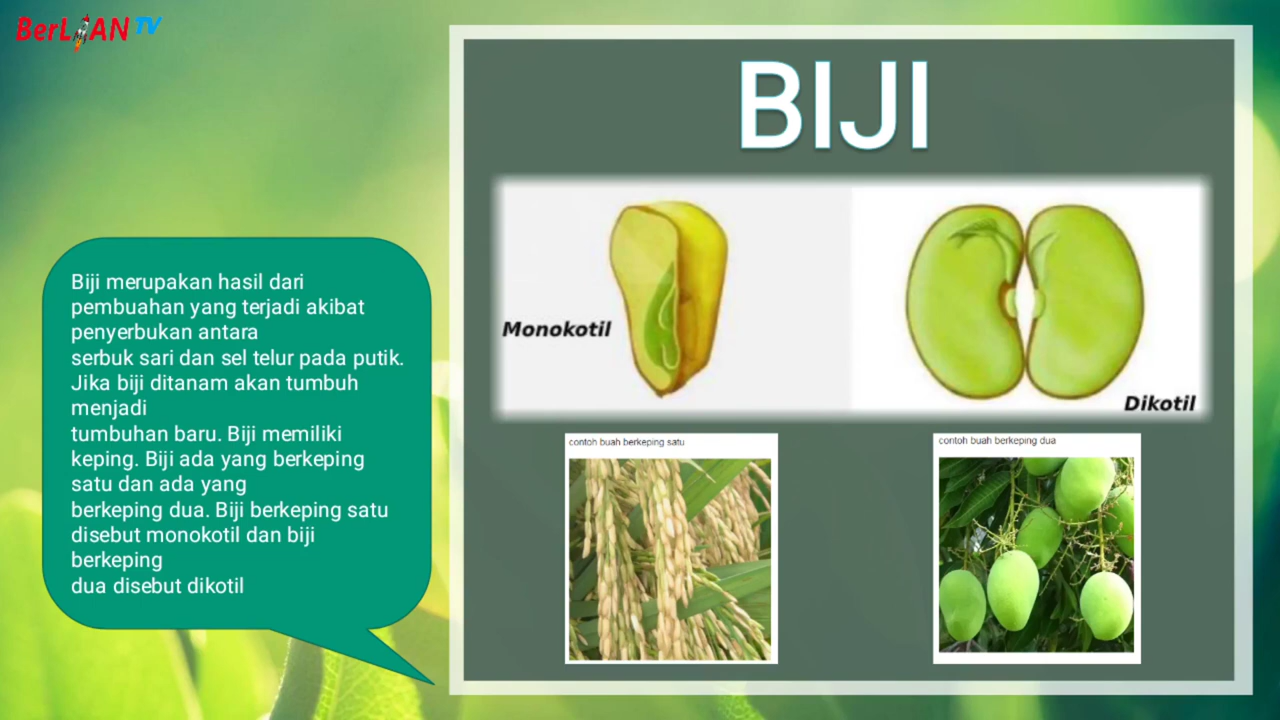 BerLIAN TV
BIJI
Biji merupakan hasil dari
pembuahan yang terjadi akibat
penyerbukan antara
serbuk sari dan sel telur pada putik.
Jika biji ditanam akan tumbuh
menjadi
tumbuhan baru. Biji memiliki
keping. Biji ada yang berkeping
satu dan ada yang
berkeping dua. Biji berkeping satu
disebut monokotil dan biji
berkeping
dua disebut dikotil
Monokotil
Dikotil
contoh buah berkeping satu
contoh buah berkeping dua